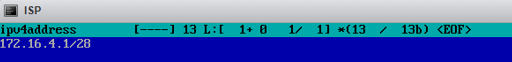 ISP
ipv4address [----] 13 L:[ 1+ 0 1/ 1] *(13 / 13b) <EOF>
172.16.4.1/28